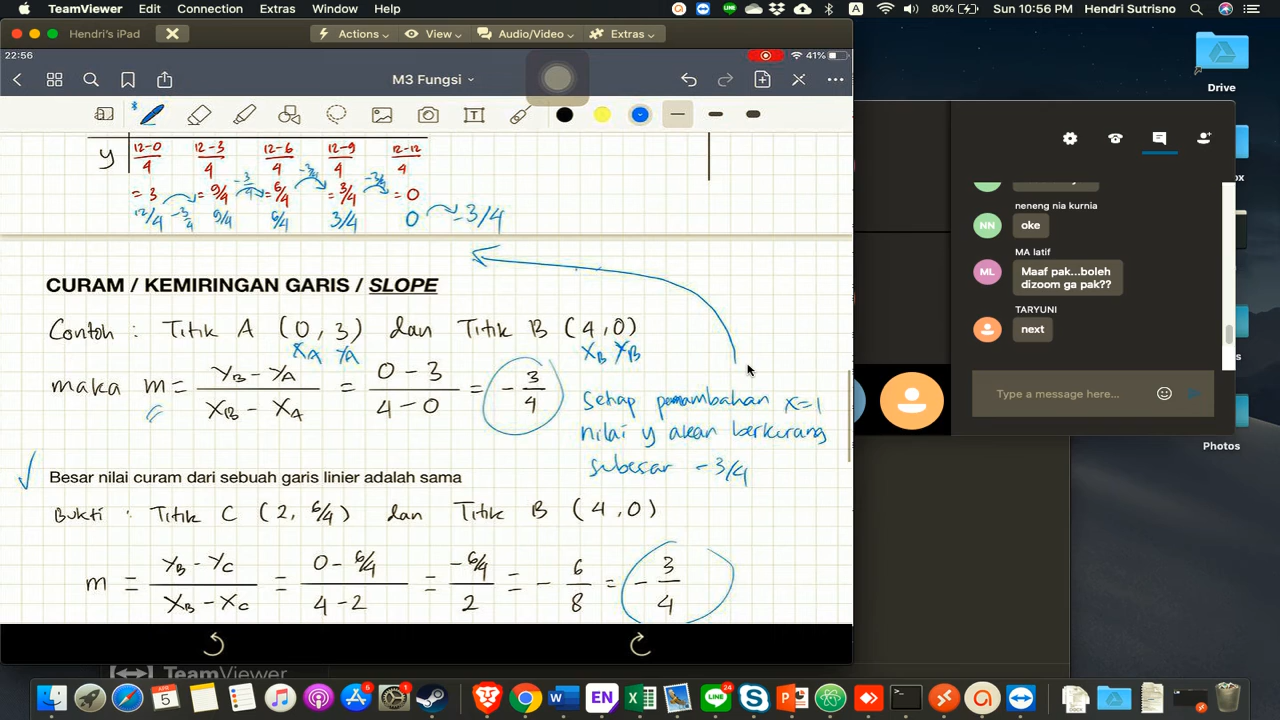 TeamViewer Edit Connection Extras Window Help 80% Sun 10:56 PM Hendri Sutrisno
Hendri's iPad Actions View Audio/Video Extras
22:56 41%
M3 Fungsi
y 12-0/4 12-3/4 12-6/4 12-9/4 12-12/4
= 3 = 9/4 = 6/4 = 3/4 = 0
-3/4 -3/4 -3/4 -3/4
12/4 9/4 6/4 3/4 0 -3/4
CURAM / KEMIRINGAN GARIS / SLOPE
Contoh : Titik A (0, 3) dan Titik B (4,0)
XA YA XB YB
maka m = YB - YA / XB - XA = 0 - 3 / 4 - 0 = - 3/4
Setiap penambahan x=1
nilai y akan berkurang
sebesar -3/4
Besar nilai curam dari sebuah garis linier adalah sama
Bukti : Titik C (2, 6/4) dan Titik B (4,0)
m = YB - YC / XB - XC = 0 - 6/4 / 4 - 2 = -6/4 / 2 = - 6/8 = - 3/4
Drive
neneng nia kurnia
NN oke
MA latif
ML Maaf pak...boleh
dizoom ga pak??
TARYUNI
next
Type a message here...
Photos
TeamViewer
APR
5
EN
24